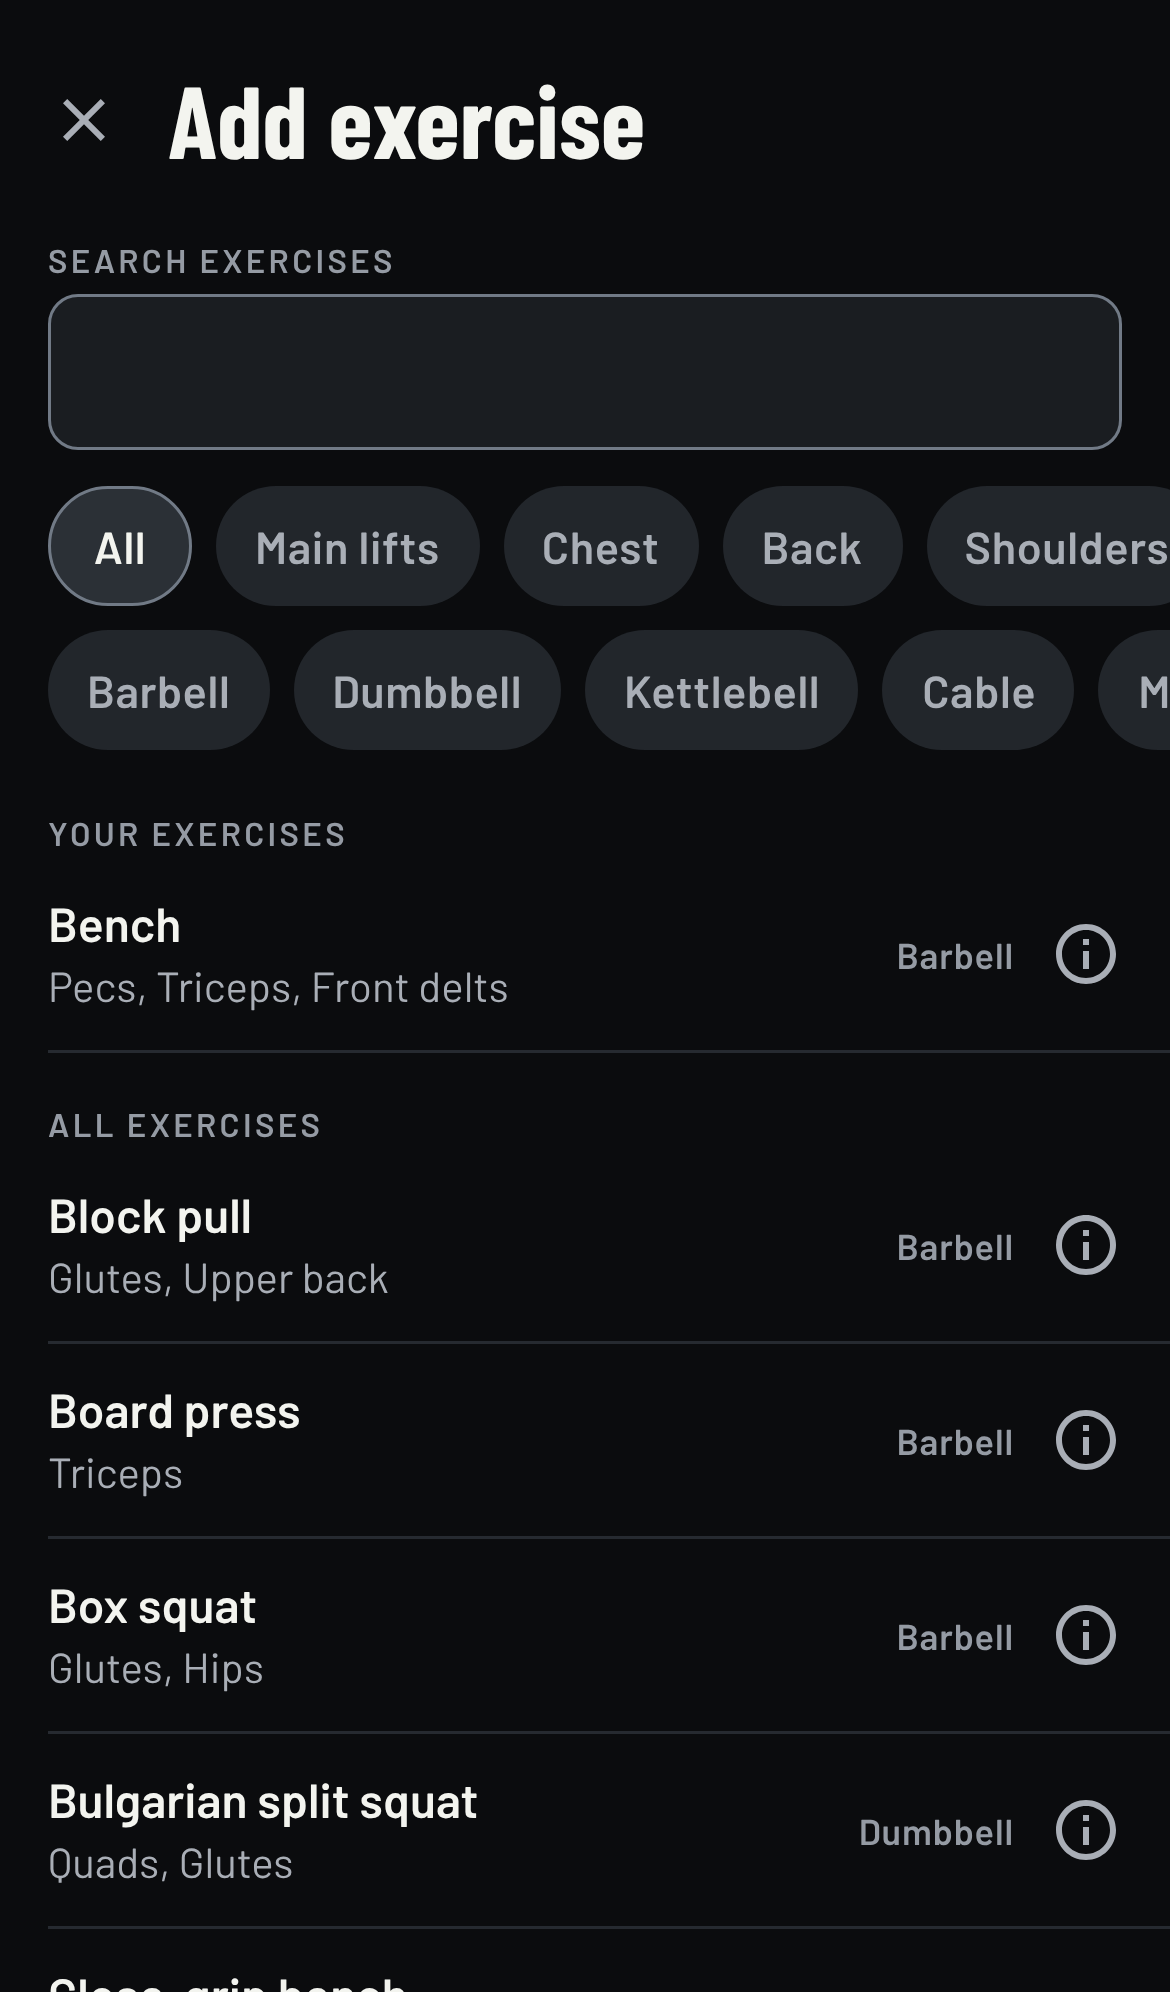 Add exercise
SEARCH EXERCISES
All Main lifts Chest Back Shoulders
Barbell Dumbbell Kettlebell Cable M
YOUR EXERCISES
Bench
Barbell
Pecs, Triceps, Front delts
ALL EXERCISES
Block pull
Barbell
Glutes, Upper back
Board press
Barbell
Triceps
Box squat
Barbell
Glutes, Hips
Bulgarian split squat
Dumbbell
Quads, Glutes